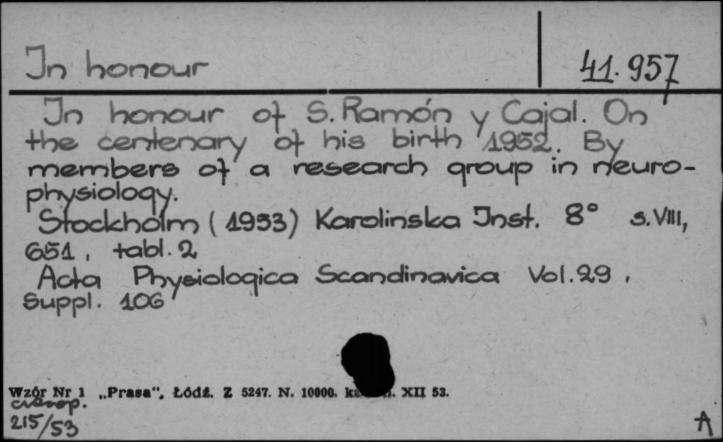 In honour
41.957
In honour of S. Ramón y Cajal. On
the centenary of his birth 1952. By
members of a research group in neuro-
physiology.
Stockholm (1953) Karolinska Inst. 8° s. VIII,
651, tabl. 2
Acta Physiologica Scandinavica Vol. 29,
Suppl. 106
Wzór Nr 1 „Prasa", Łódź. Z 5247. N. 10000. XII 53.
czasop.
215/53
A